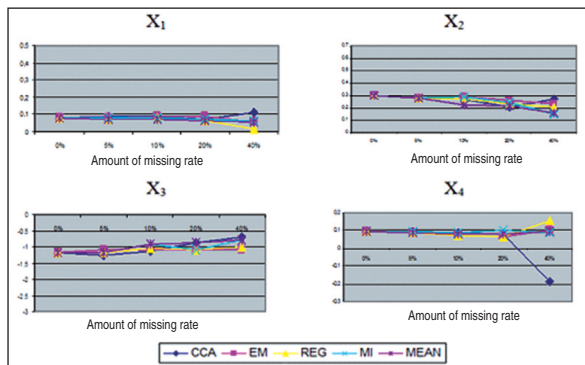 X1
X2
0,5
0,4
0,3
0,2
0,1
0
0% 5% 10% 20% 40%
Amount of missing rate
0,7
0,6
0,5
0,4
0,3
0,2
0,1
0
0% 5% 10% 20% 40%
Amount of missing rate
X3
X4
0
-0,5
-1
-1,5
-2
-2,5
-3
0% 5% 10% 20% 40%
Amount of missing rate
0,2
0,1
0
-0,1
-0,2
-0,3
0% 5% 10% 20% 40%
Amount of missing rate
CCA EM REG MI MEAN